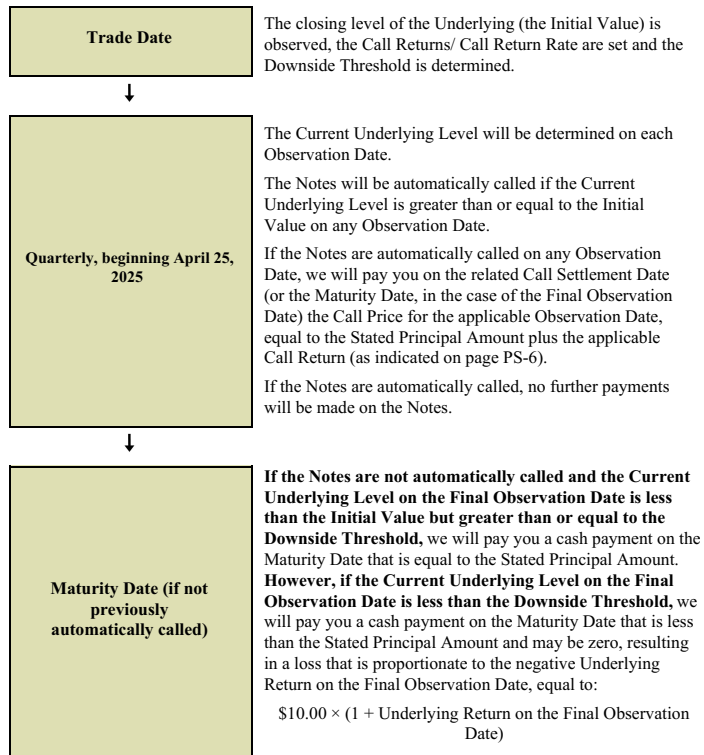 Trade Date
The closing level of the Underlying (the Initial Value) is
observed, the Call Returns/ Call Return Rate are set and the
Downside Threshold is determined.
Quarterly, beginning April 25,
2025
The Current Underlying Level will be determined on each
Observation Date.
The Notes will be automatically called if the Current
Underlying Level is greater than or equal to the Initial
Value on any Observation Date.
If the Notes are automatically called on any Observation
Date, we will pay you on the related Call Settlement Date
(or the Maturity Date, in the case of the Final Observation
Date) the Call Price for the applicable Observation Date,
equal to the Stated Principal Amount plus the applicable
Call Return (as indicated on page PS-6).
If the Notes are automatically called, no further payments
will be made on the Notes.
Maturity Date (if not
previously
automatically called)
If the Notes are not automatically called and the Current
Underlying Level on the Final Observation Date is less
than the Initial Value but greater than or equal to the
Downside Threshold, we will pay you a cash payment on the
Maturity Date that is equal to the Stated Principal Amount.
However, if the Current Underlying Level on the Final
Observation Date is less than the Downside Threshold, we
will pay you a cash payment on the Maturity Date that is less
than the Stated Principal Amount and may be zero, resulting
in a loss that is proportionate to the negative Underlying
Return on the Final Observation Date, equal to:
$10.00 × (1 + Underlying Return on the Final Observation
Date)